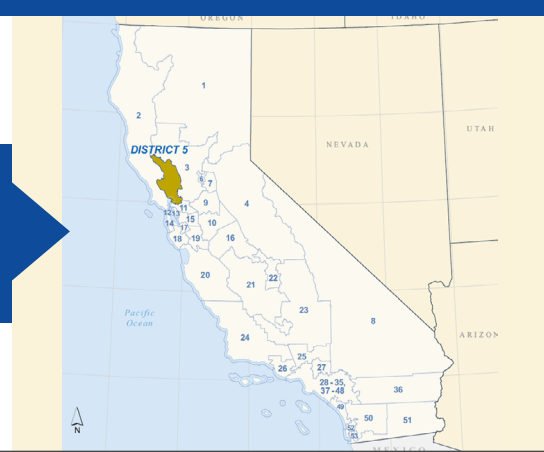 OREGON
IDAHO
1
2
UTAH
NEVADA
DISTRICT 5
3
6
7
4
9
11
12
13
15
14
10
17
18
19
16
20
22
21
23
Pacific
Ocean
8
24
ARIZON
25
26
27
28 - 35,
37 - 48
36
49
50
51
52
53
N
MEXICO